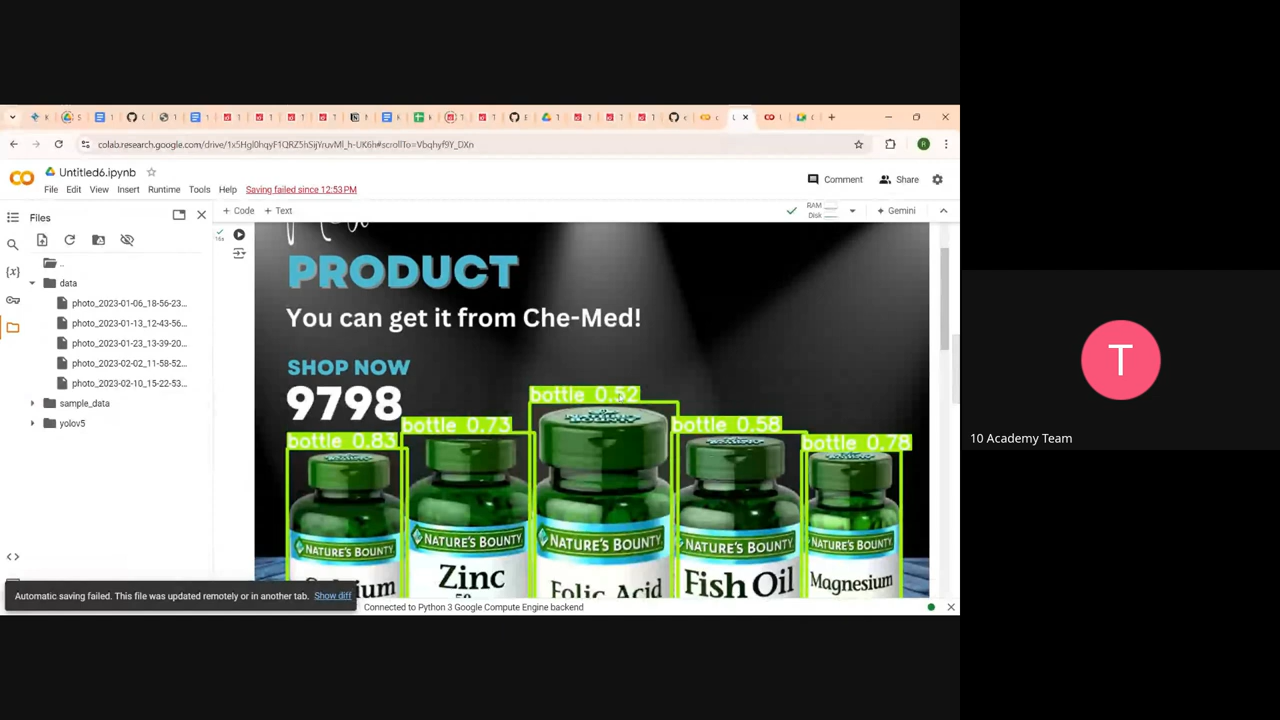 colab.research.google.com/drive/1x5Hgl0hqyF1QRZ5hSijYruvMl_h-UK6h#scrollTo=Vbqhyf9Y_DXn
R
Untitled6.ipynb
File Edit View Insert Runtime Tools Help Saving failed since 12:53PM
Comment Share
Files
+ Code + Text
RAM
Disk
Gemini
..
data
photo_2023-01-06_18-56-23...
photo_2023-01-13_12-43-56...
photo_2023-01-23_13-39-20...
photo_2023-02-02_11-58-52...
photo_2023-02-10_15-22-53...
sample_data
yolov5
PRODUCT
You can get it from Che-Med!
SHOP NOW
9798
bottle 0.83
bottle 0.73
bottle 0.52
bottle 0.58
bottle 0.78
NATURE'S BOUNTY
NATURE'S BOUNTY
Zinc
NATURE'S BOUNTY
Folic Acid
NATURE'S BOUNTY
Fish Oil
NATURE'S BOUNTY
Magnesium
Automatic saving failed. This file was updated remotely or in another tab. Show diff
Connected to Python 3 Google Compute Engine backend
T
10 Academy Team